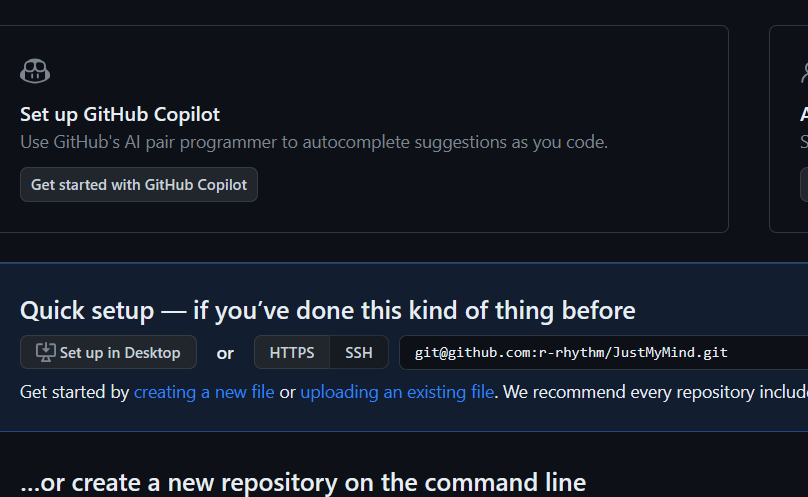 Set up GitHub Copilot
Use GitHub's AI pair programmer to autocomplete suggestions as you code.
Get started with GitHub Copilot
Quick setup — if you’ve done this kind of thing before
Set up in Desktop or HTTPS SSH git@github.com:r-rhythm/JustMyMind.git
Get started by creating a new file or uploading an existing file. We recommend every repository
…or create a new repository on the command line